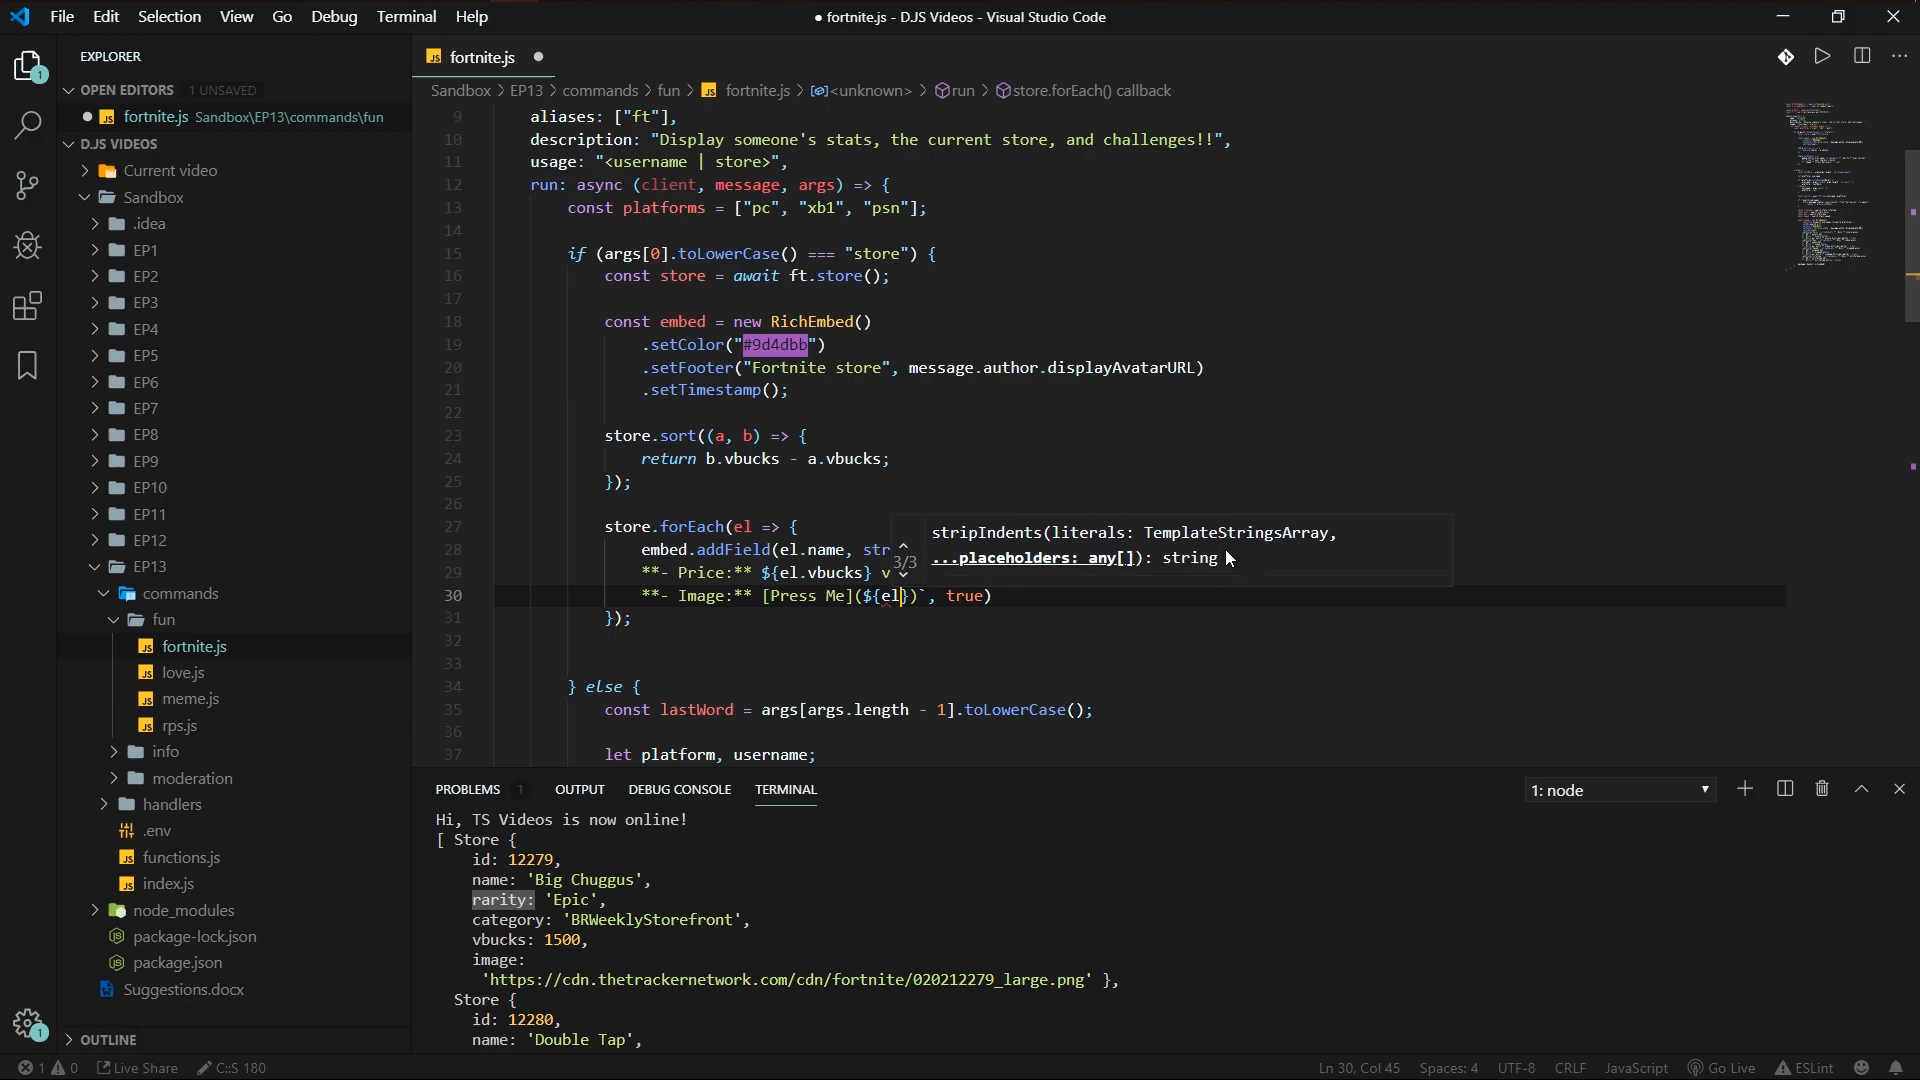 File Edit Selection View Go Debug Terminal Help
● fortnite.js - DJS Videos - Visual Studio Code
EXPLORER
OPEN EDITORS 1 UNSAVED
fortnite.js Sandbox\EP13\commands\fun
DJS VIDEOS
Current video
Sandbox
.idea
EP1
EP2
EP3
EP4
EP5
EP6
EP7
EP8
EP9
EP10
EP11
EP12
EP13
commands
fun
fortnite.js
love.js
meme.js
rps.js
info
moderation
handlers
.env
functions.js
index.js
node_modules
package-lock.json
package.json
Suggestions.docx
OUTLINE
fortnite.js
Sandbox > EP13 > commands > fun > fortnite.js > <unknown> > run > store.forEach() callback
9 aliases: ["ft"],
10 description: "Display someone's stats, the current store, and challenges!!",
11 usage: "<username | store>",
12 run: async (client, message, args) => {
13 const platforms = ["pc", "xb1", "psn"];
14
15 if (args[0].toLowerCase() === "store") {
16 const store = await ft.store();
17
18 const embed = new RichEmbed()
19 .setColor("#9d4dbb")
20 .setFooter("Fortnite store", message.author.displayAvatarURL)
21 .setTimestamp();
22
23 store.sort((a, b) => {
24 return b.vbucks - a.vbucks;
25 });
26
27 store.forEach(el => {
28 embed.addField(el.name, str
29 **- Price:** ${el.vbucks} v
30 **- Image:** [Press Me](${el})`, true)
31 });
32
33
34 } else {
35 const lastWord = args[args.length - 1].toLowerCase();
36
37 let platform, username;
3/3
stripIndents(literals: TemplateStringsArray,
...placeholders: any[]): string
PROBLEMS 1 OUTPUT DEBUG CONSOLE TERMINAL
1: node
Hi, TS Videos is now online!
[ Store {
id: 12279,
name: 'Big Chuggus',
rarity: 'Epic',
category: 'BRWeeklyStorefront',
vbucks: 1500,
image:
'https://cdn.thetrackernetwork.com/cdn/fortnite/020212279_large.png' },
Store {
id: 12280,
name: 'Double Tap',
1 0 Live Share C:S 180
Ln 30, Col 45 Spaces: 4 UTF-8 CRLF JavaScript Go Live ESLint